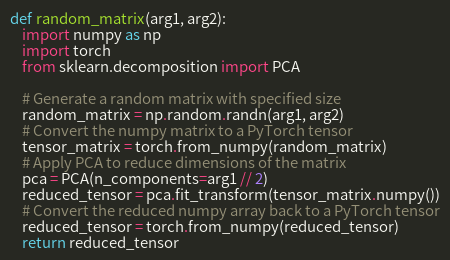 def random_matrix(arg1, arg2):
    import numpy as np
    import torch
    from sklearn.decomposition import PCA

    # Generate a random matrix with specified size
    random_matrix = np.random.randn(arg1, arg2)
    # Convert the numpy matrix to a PyTorch tensor
    tensor_matrix = torch.from_numpy(random_matrix)
    # Apply PCA to reduce dimensions of the matrix
    pca = PCA(n_components=arg1 // 2)
    reduced_tensor = pca.fit_transform(tensor_matrix.numpy())
    # Convert the reduced numpy array back to a PyTorch tensor
    reduced_tensor = torch.from_numpy(reduced_tensor)
    return reduced_tensor